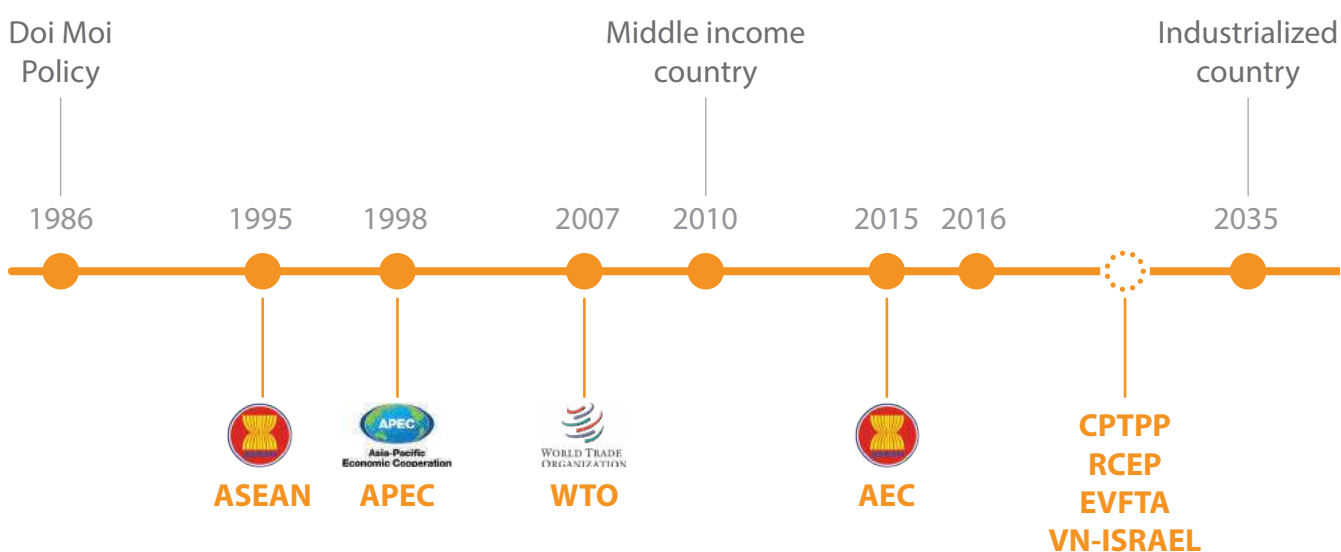 Doi Moi
Policy
Middle income
country
Industrialized
country
1986
1995
1998
2007
2010
2015
2016
2035
APEC
Asia-Pacific
Economic Cooperation
WORLD TRADE
ORGANIZATION
ASEAN
APEC
WTO
AEC
CPTPP
RCEP
EVFTA
VN-ISRAEL